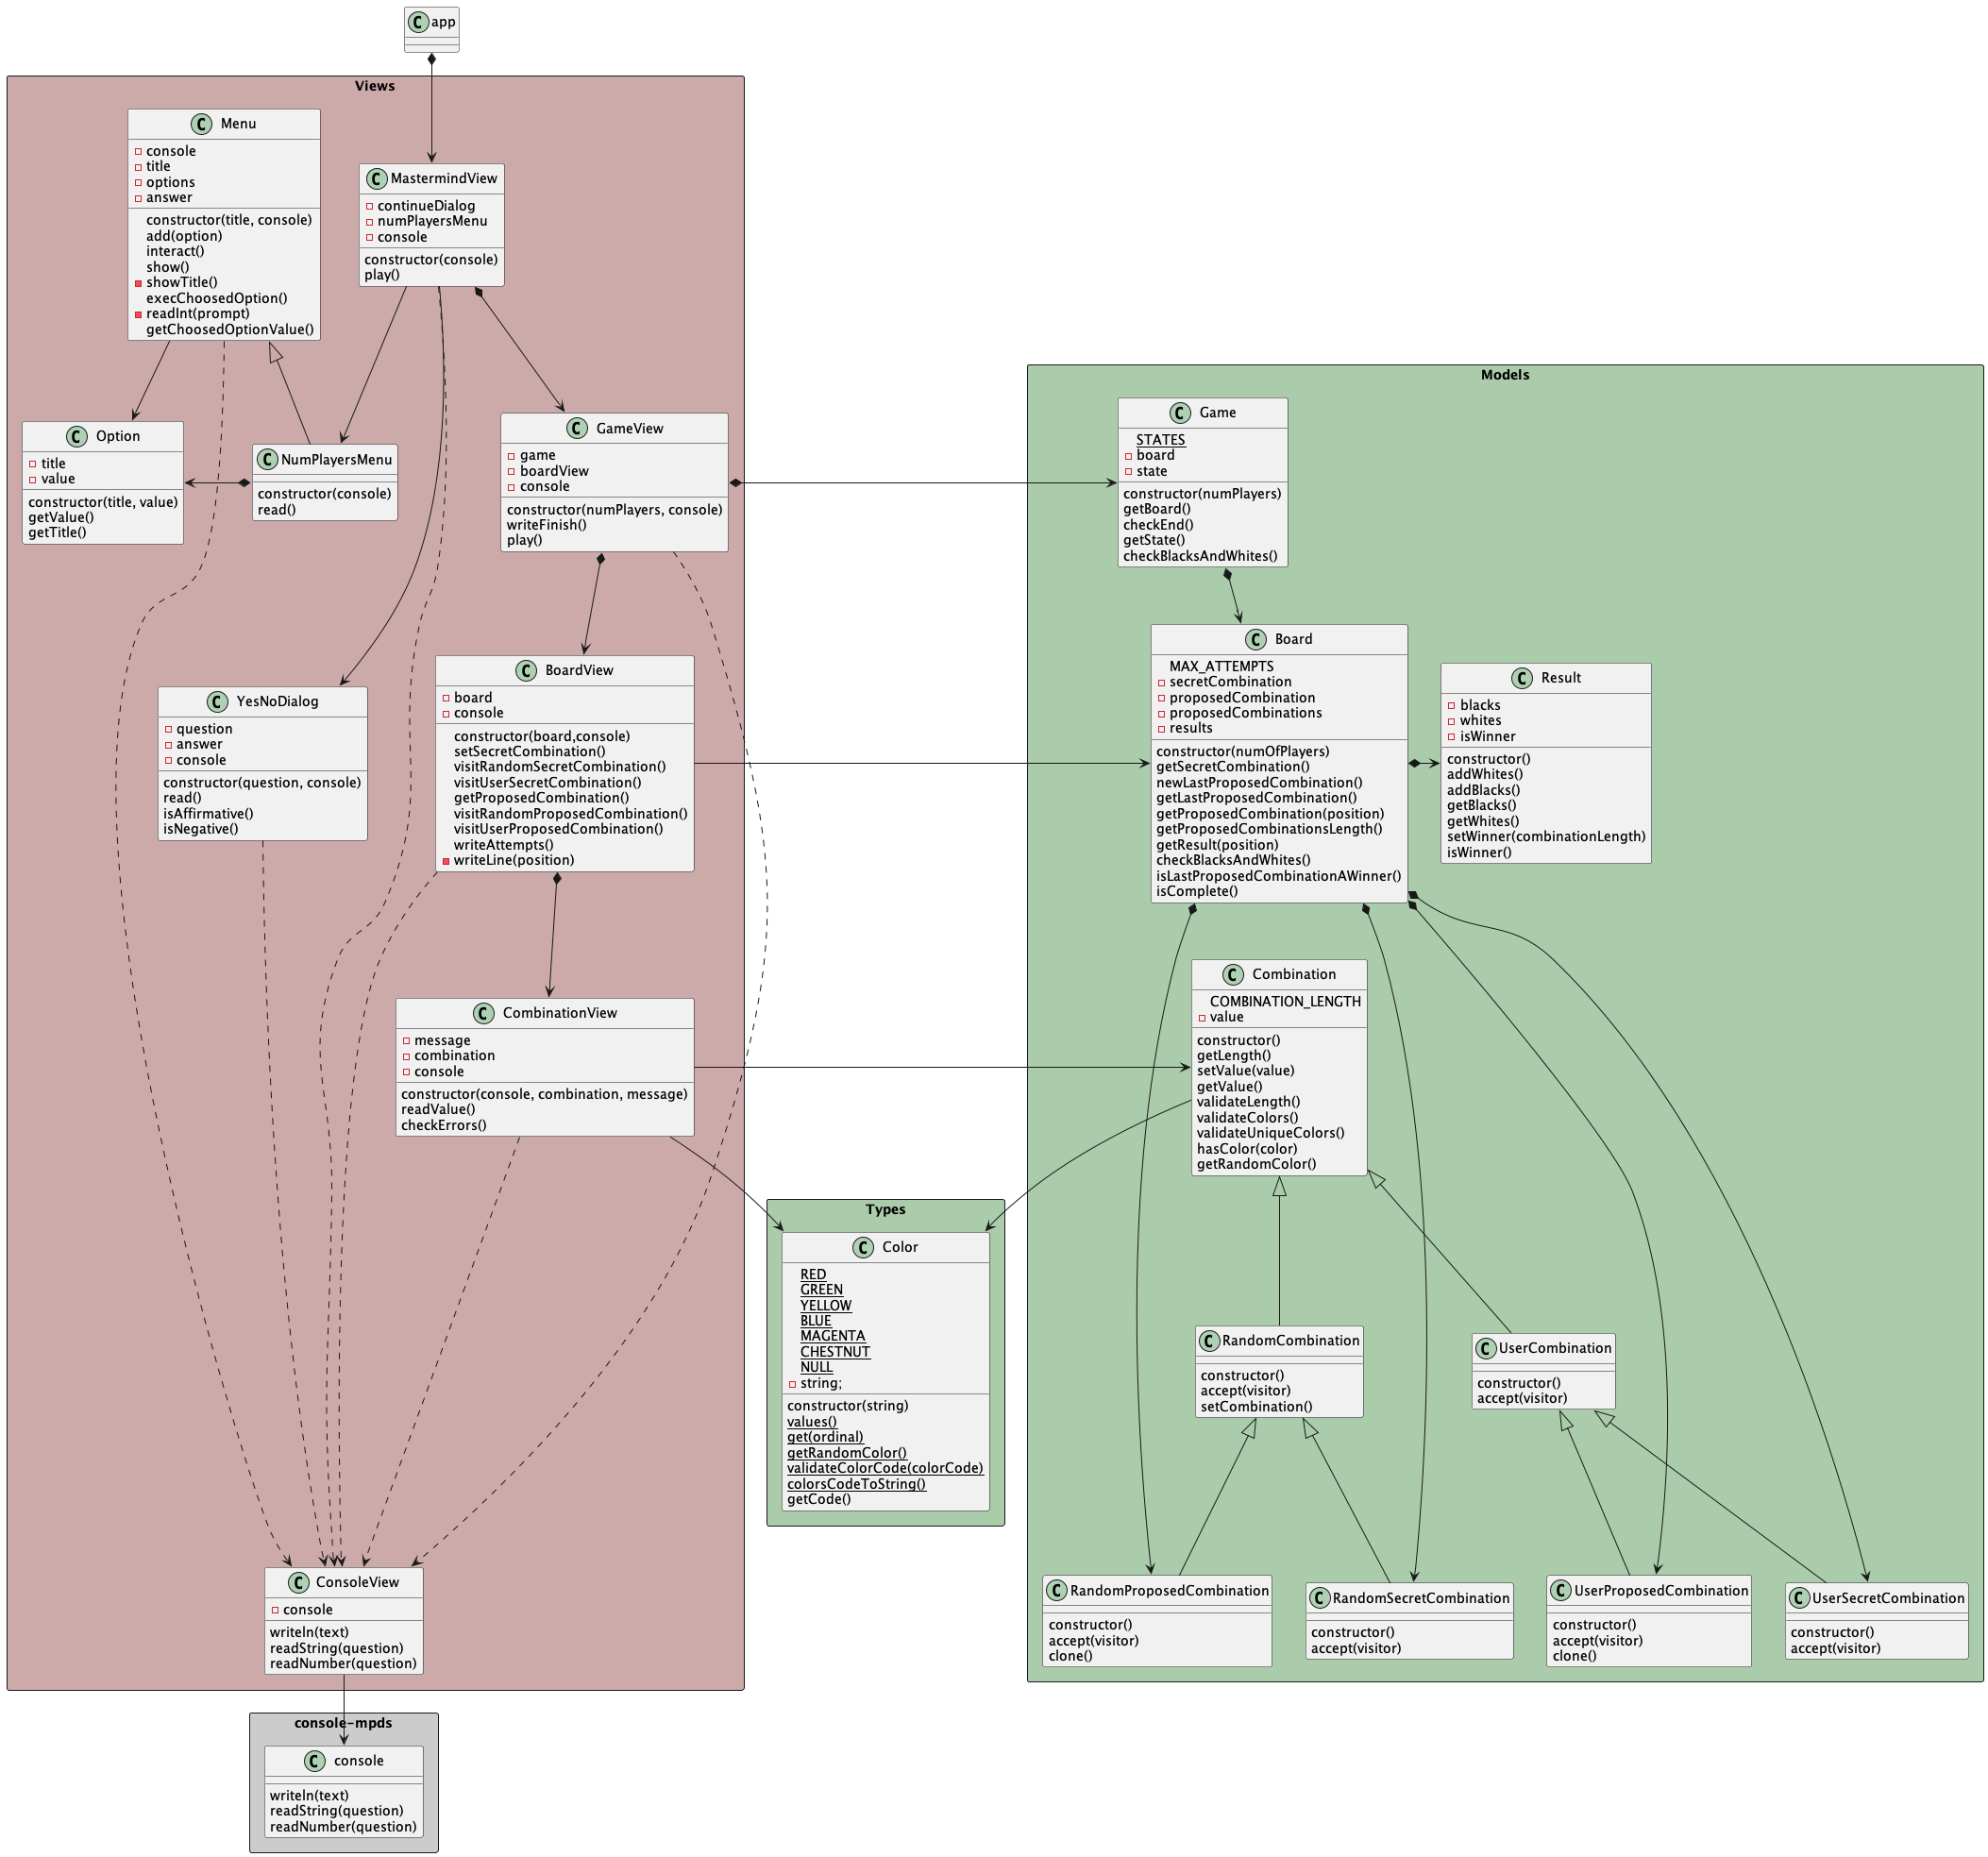 C app
Views
C Menu
console
title
options
answer
constructor(title, console)
add(option)
interact()
show()
showTitle()
execChoosedOption()
readInt(prompt)
getChoosedOptionValue()
C MastermindView
continueDialog
numPlayersMenu
console
constructor(console)
play()
C Option
title
value
constructor(title, value)
getValue()
getTitle()
C NumPlayersMenu
constructor(console)
read()
C GameView
game
boardView
console
constructor(numPlayers, console)
writeFinish()
play()
C YesNoDialog
question
answer
console
constructor(question, console)
read()
isAffirmative()
isNegative()
C BoardView
board
console
constructor(board,console)
setSecretCombination()
visitRandomSecretCombination()
visitUserSecretCombination()
getProposedCombination()
visitRandomProposedCombination()
visitUserProposedCombination()
writeAttempts()
writeLine(position)
C CombinationView
message
combination
console
constructor(console, combination, message)
readValue()
checkErrors()
C ConsoleView
console
writeln(text)
readString(question)
readNumber(question)
console-mpds
C console
writeln(text)
readString(question)
readNumber(question)
Types
C Color
RED
GREEN
YELLOW
BLUE
MAGENTA
CHESTNUT
NULL
string;
constructor(string)
values()
get(ordinal)
getRandomColor()
validateColorCode(colorCode)
colorsCodeToString()
getCode()
Models
C Game
STATES
board
state
constructor(numPlayers)
getBoard()
checkEnd()
getState()
checkBlacksAndWhites()
C Board
MAX_ATTEMPTS
secretCombination
proposedCombination
proposedCombinations
results
constructor(numOfPlayers)
getSecretCombination()
newLastProposedCombination()
getLastProposedCombination()
getProposedCombination(position)
getProposedCombinationsLength()
getResult(position)
checkBlacksAndWhites()
isLastProposedCombinationAWinner()
isComplete()
C Result
blacks
whites
isWinner
constructor()
addWhites()
addBlacks()
getBlacks()
getWhites()
setWinner(combinationLength)
isWinner()
C Combination
COMBINATION_LENGTH
value
constructor()
getLength()
setValue(value)
getValue()
validateLength()
validateColors()
validateUniqueColors()
hasColor(color)
getRandomColor()
C RandomCombination
constructor()
accept(visitor)
setCombination()
C UserCombination
constructor()
accept(visitor)
C RandomProposedCombination
constructor()
accept(visitor)
clone()
C RandomSecretCombination
constructor()
accept(visitor)
C UserProposedCombination
constructor()
accept(visitor)
clone()
C UserSecretCombination
constructor()
accept(visitor)